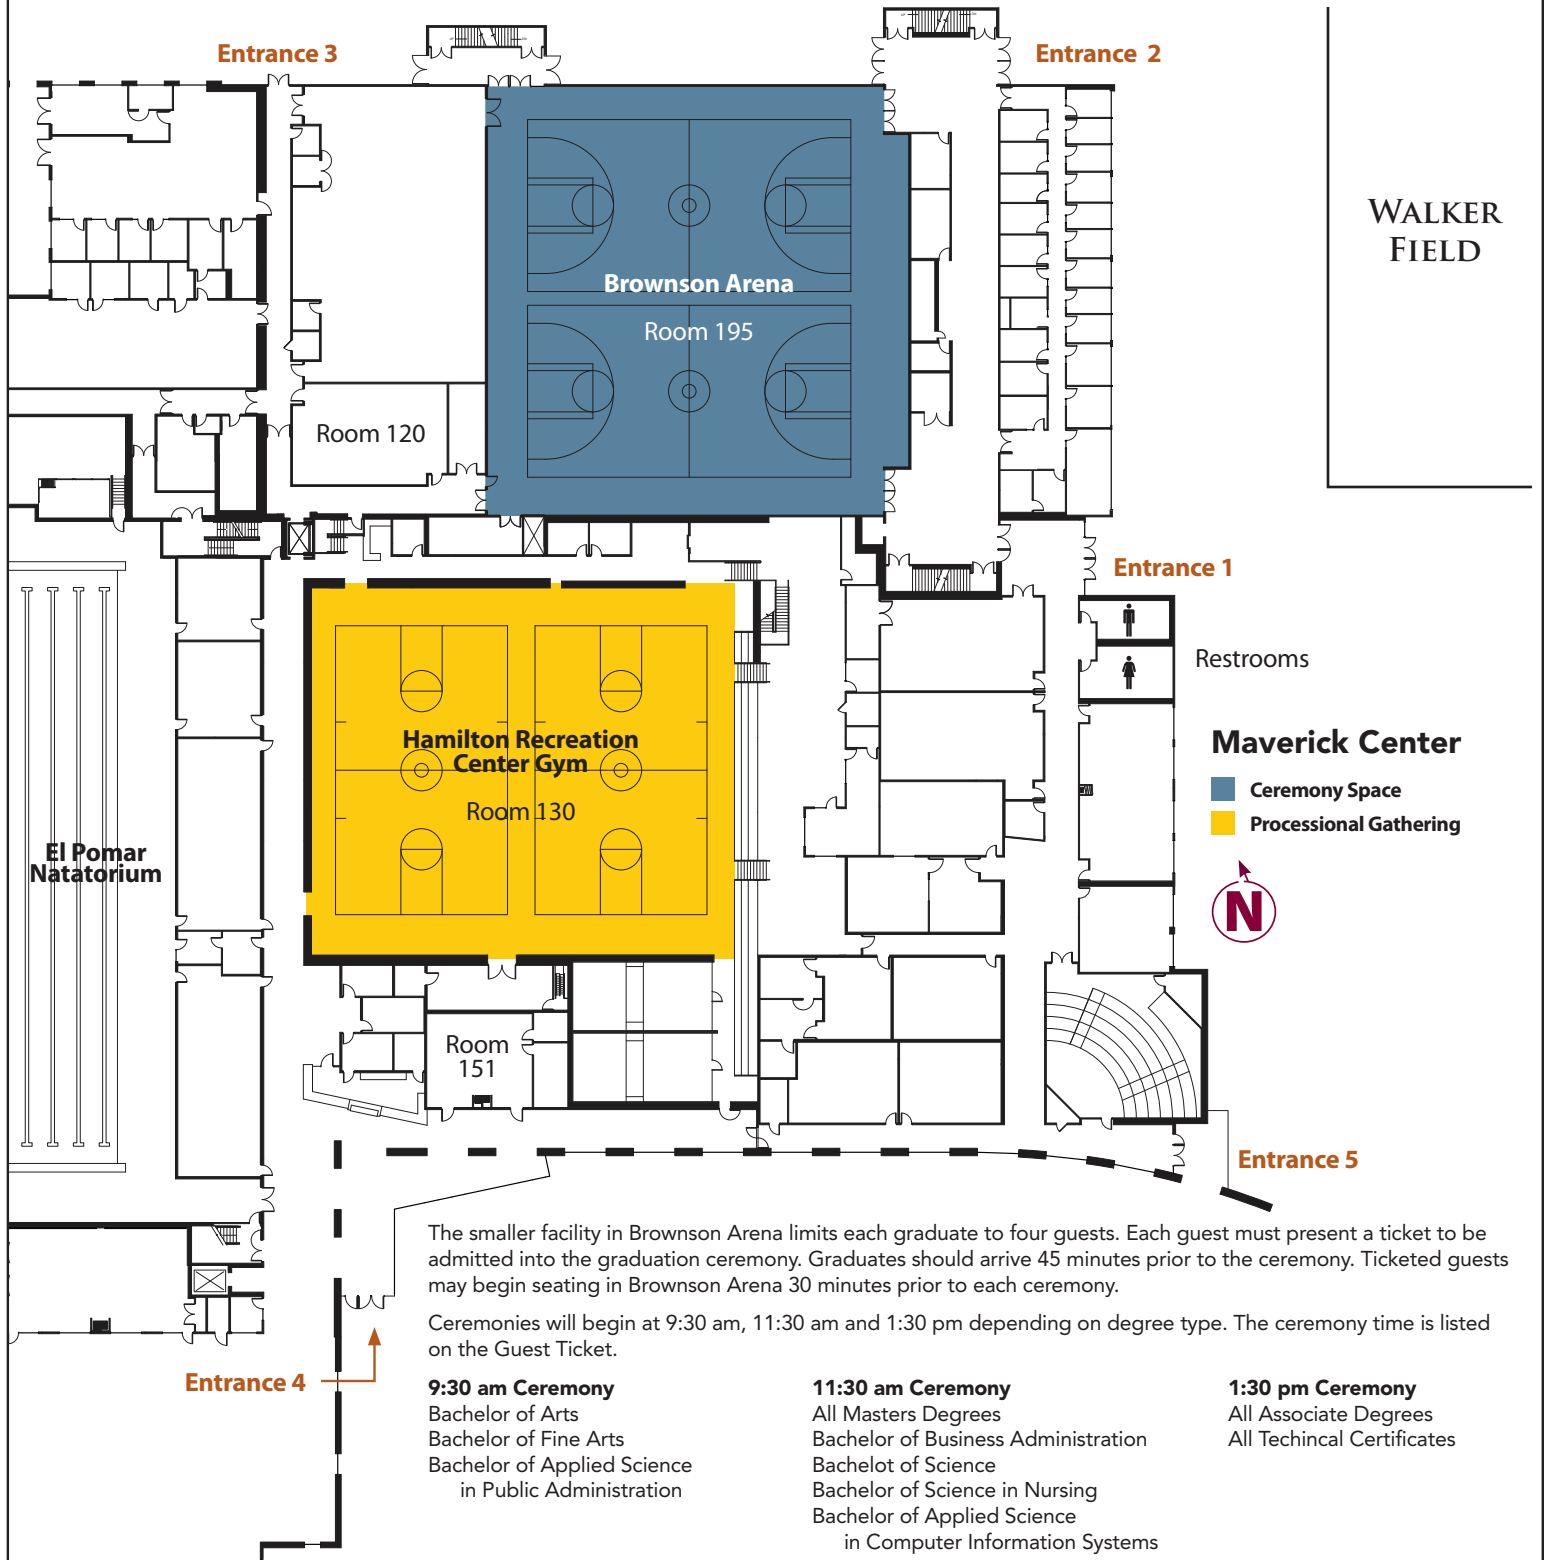 Entrance 3
Entrance 2
WALKER
FIELD
Brownson Arena
Room 195
Room 120
Entrance 1
Restrooms
Hamilton Recreation
Center Gym
Room 130
Maverick Center
Ceremony Space
Processional Gathering
El Pomar
Natatorium
N
Room
151
Entrance 5
The smaller facility in Brownson Arena limits each graduate to four guests. Each guest must present a ticket to be
admitted into the graduation ceremony. Graduates should arrive 45 minutes prior to the ceremony. Ticketed guests
may begin seating in Brownson Arena 30 minutes prior to each ceremony.
Ceremonies will begin at 9:30 am, 11:30 am and 1:30 pm depending on degree type. The ceremony time is listed
on the Guest Ticket.
Entrance 4
9:30 am Ceremony
Bachelor of Arts
Bachelor of Fine Arts
Bachelor of Applied Science
in Public Administration
11:30 am Ceremony
All Masters Degrees
Bachelor of Business Administration
Bachelot of Science
Bachelor of Science in Nursing
Bachelor of Applied Science
in Computer Information Systems
1:30 pm Ceremony
All Associate Degrees
All Techincal Certificates